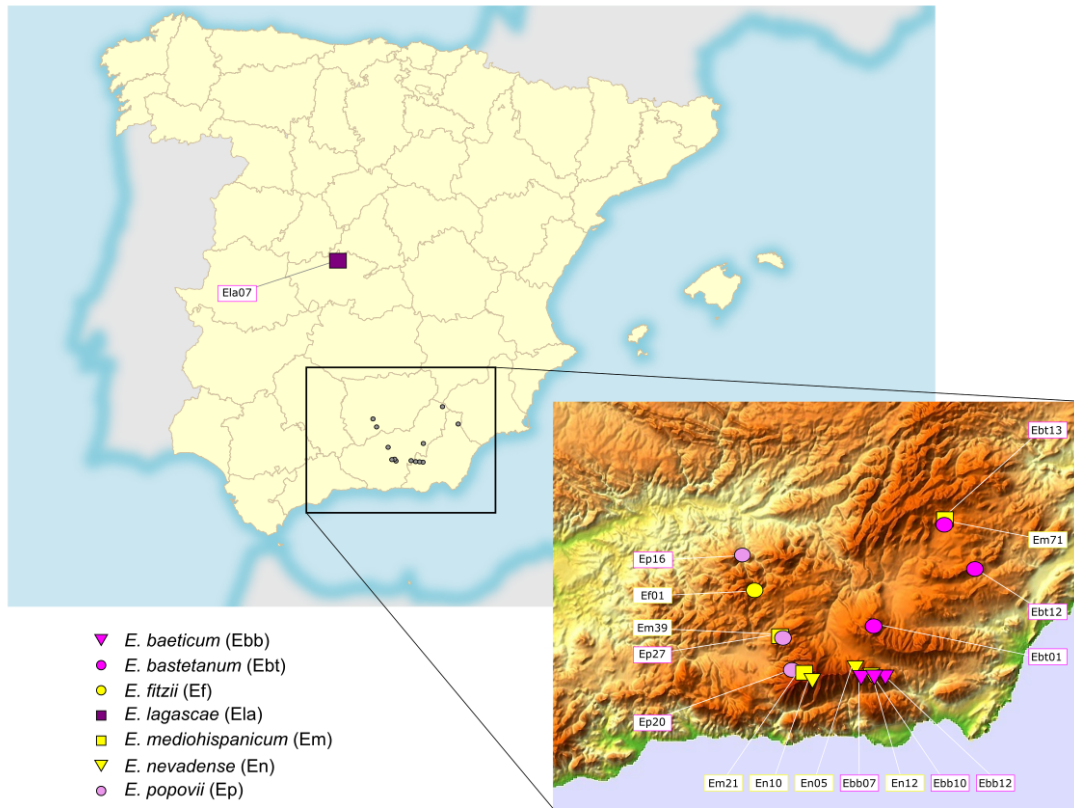 Ela07
Ebt13
Em71
Ep16
Ef01
Ebt12
Em39
Ep27
Ebt01
Ep20
Em21 En10 En05 Ebb07 En12 Ebb10 Ebb12
E. baeticum (Ebb)
E. bastetanum (Ebt)
E. fitzii (Ef)
E. lagascae (Ela)
E. mediohispanicum (Em)
E. nevadense (En)
E. popovii (Ep)